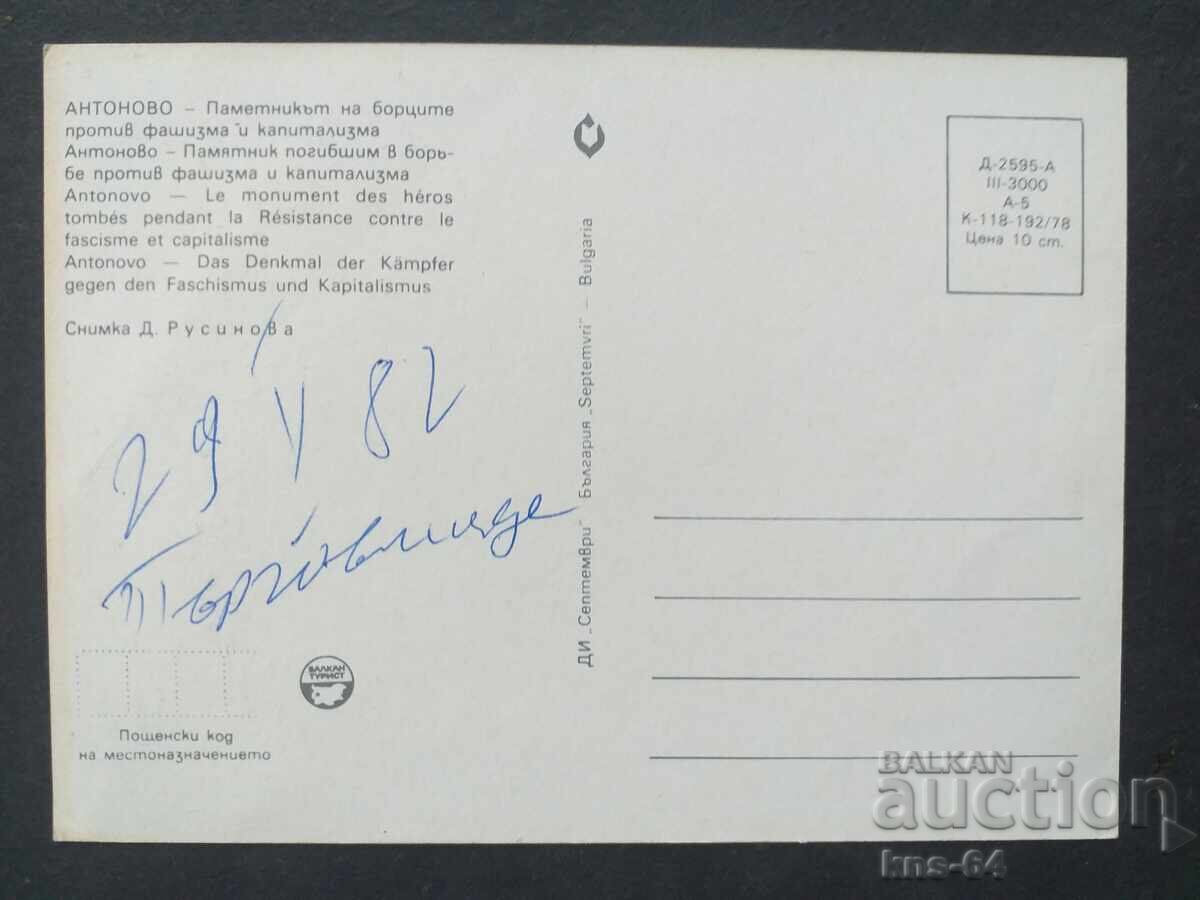 АНТОНОВО – Паметникът на борците
против фашизма и капитализма
Антоново – Памятник погибшим в борь-
бе против фашизма и капитализма
Antonovo — Le monument des héros
tombés pendant la Résistance contre le
fascisme et capitalisme
Antonovo — Das Denkmal der Kämpfer
gegen den Faschismus und Kapitalismus
Снимка Д. Русинова
29 V 82
Търговище
БАЛКАН
ТУРИСТ
Пощенски код
на местоназначението
ДИ „Септември" България „Septemvri" – Bulgaria
Д-2595-А
III-3000
А-5
К-118-192/78
Цена 10 ст.
BALKAN
auction
kns-64